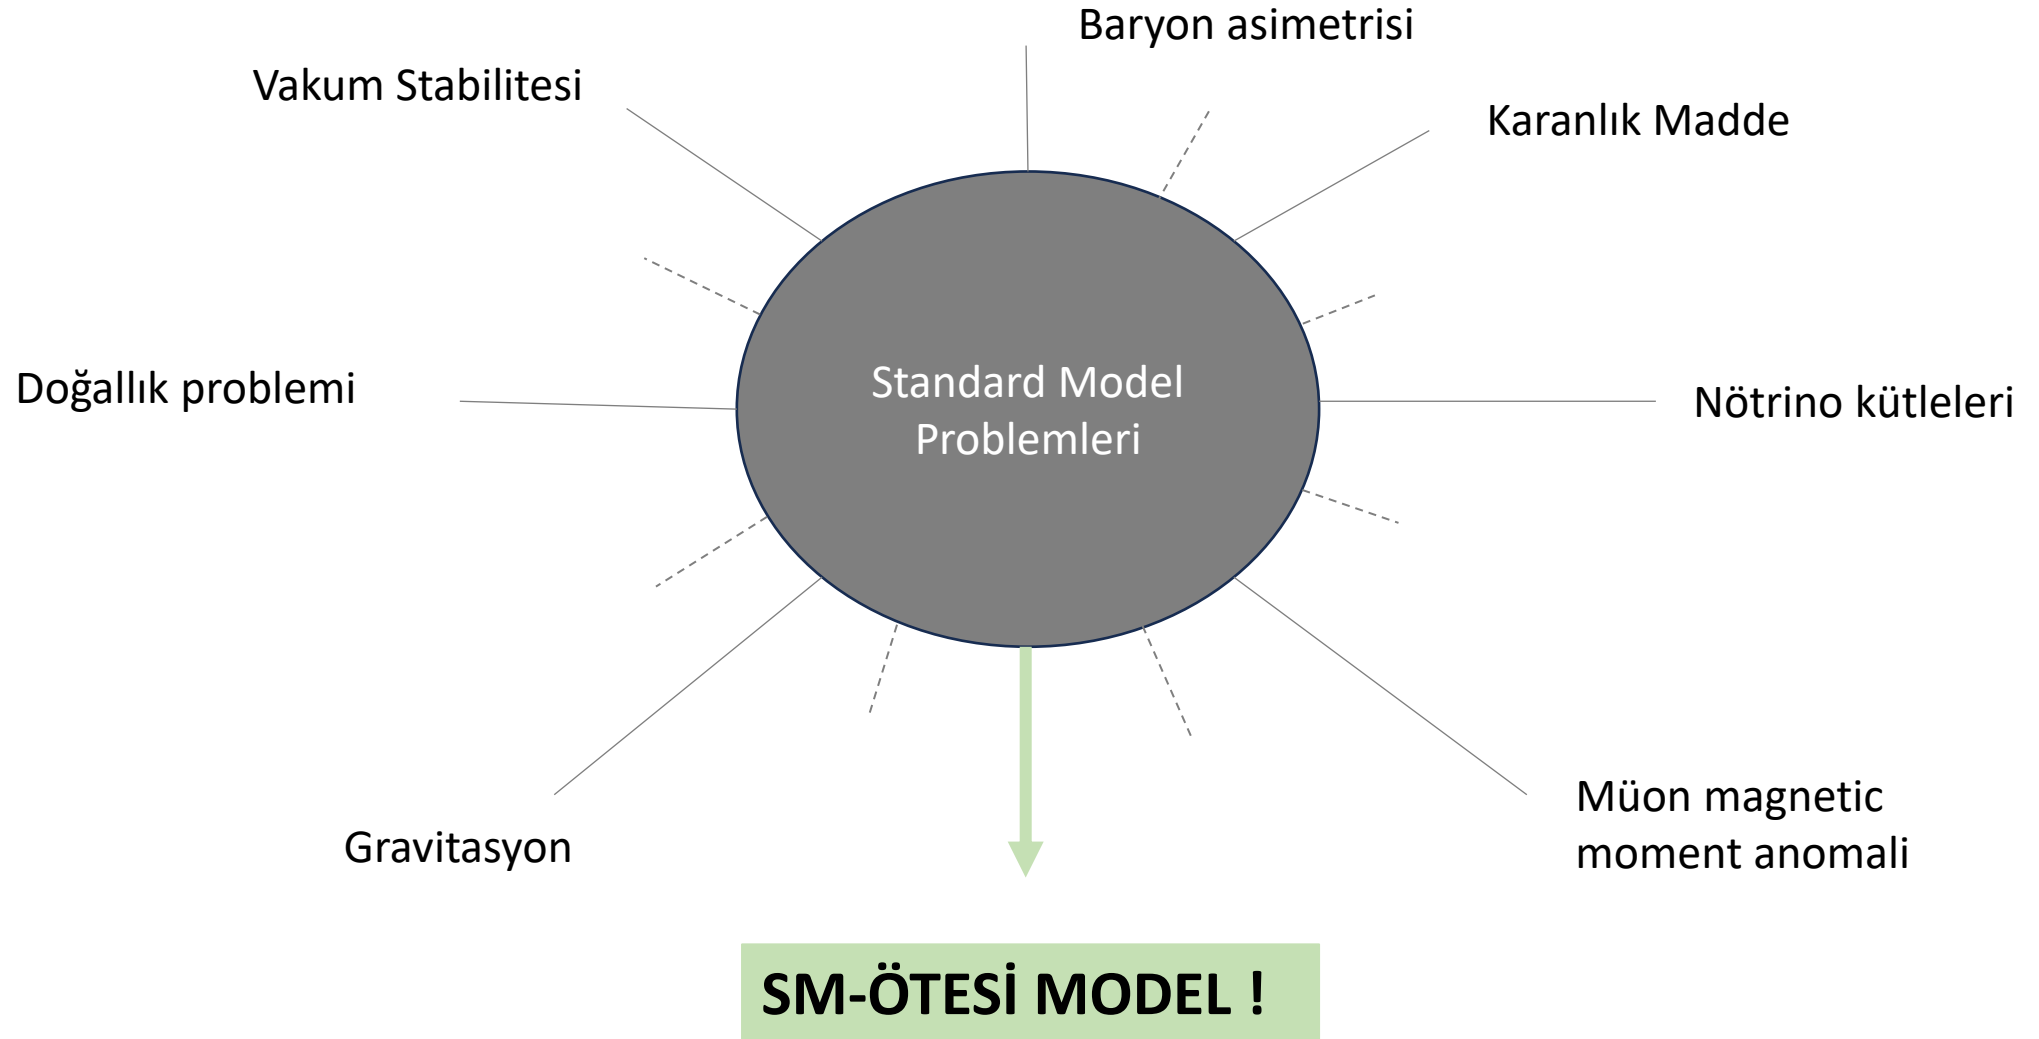 Baryon asimetrisi
Vakum Stabilitesi
Karanlık Madde
Doğallık problemi
Standard Model
Problemleri
Nötrino kütleleri
Gravitasyon
Müon magnetic
moment anomali
SM-ÖTESİ MODEL !